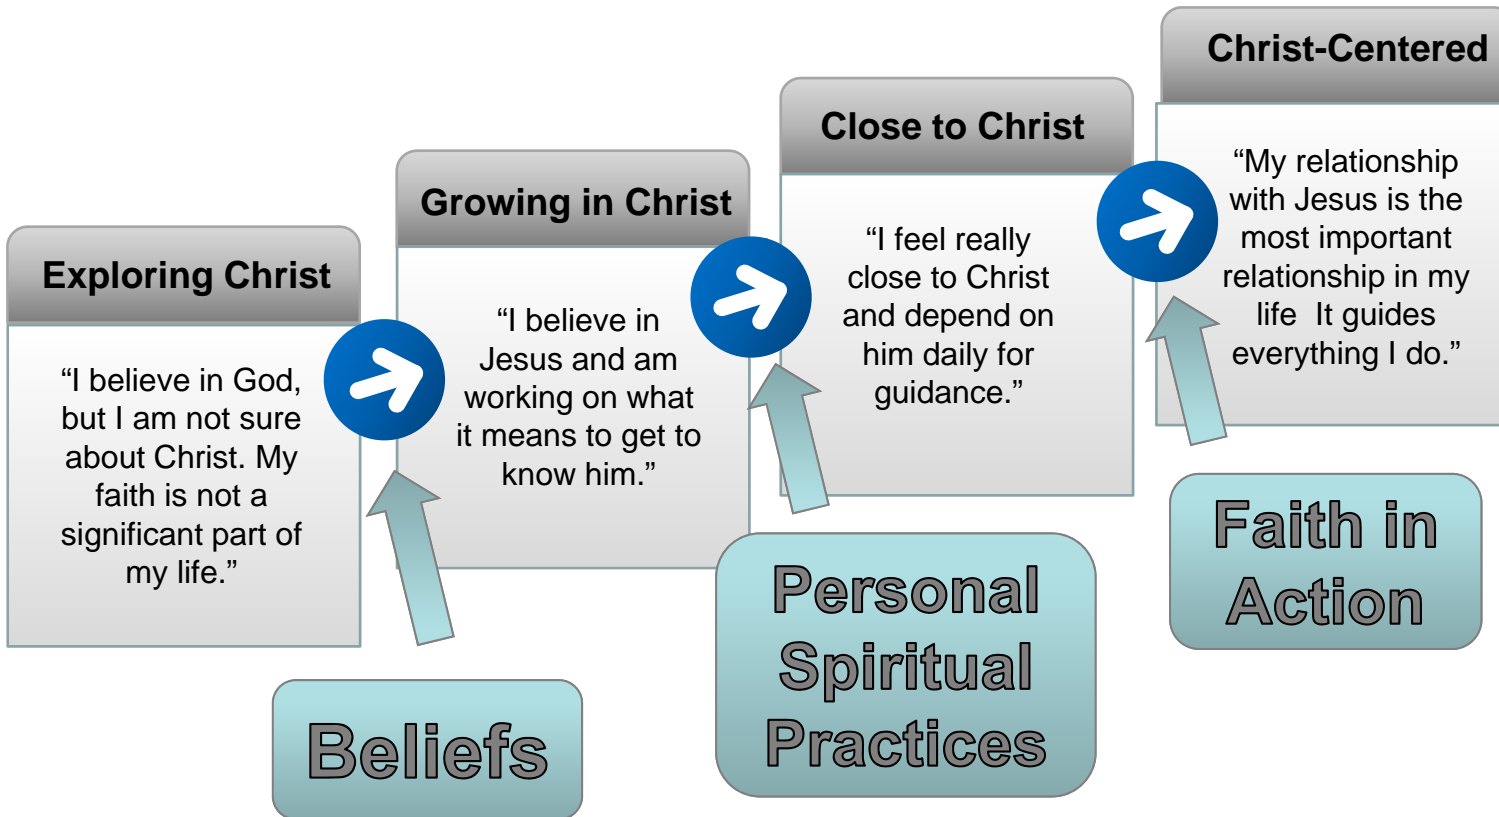 Exploring Christ
“I believe in God,
but I am not sure
about Christ. My
faith is not a
significant part of
my life.”
Growing in Christ
“I believe in
Jesus and am
working on what
it means to get to
know him.”
Close to Christ
“I feel really
close to Christ
and depend on
him daily for
guidance.”
Christ-Centered
“My relationship
with Jesus is the
most important
relationship in my
life  It guides
everything I do.”
Beliefs
Personal
Spiritual
Practices
Faith in
Action